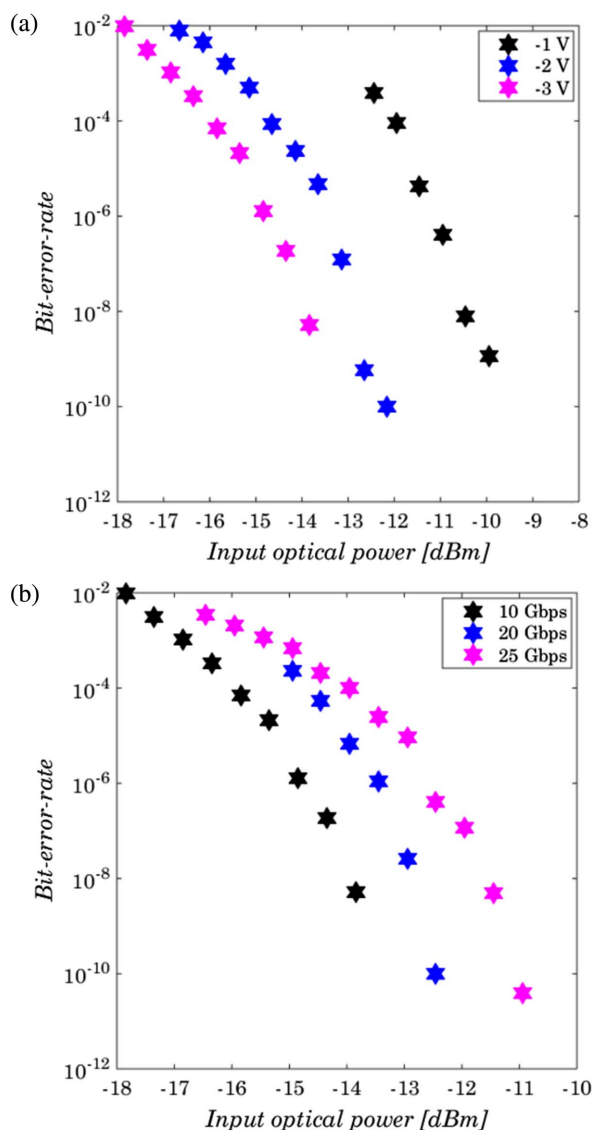 (a)
10^-2
10^-4
10^-6
10^-8
10^-10
10^-12
Bit-error-rate
-1 V
-2 V
-3 V
-18 -17 -16 -15 -14 -13 -12 -11 -10 -9 -8
Input optical power [dBm]
(b)
10^-2
10^-4
10^-6
10^-8
10^-10
10^-12
Bit-error-rate
10 Gbps
20 Gbps
25 Gbps
-18 -17 -16 -15 -14 -13 -12 -11 -10
Input optical power [dBm]